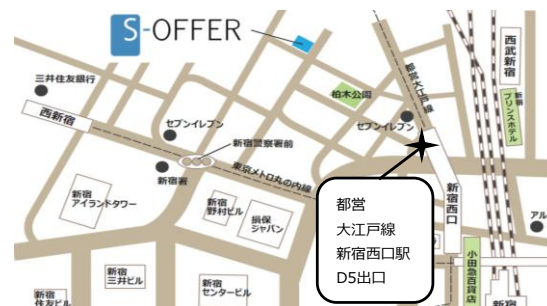 S-OFFER
三井住友銀行
西新宿
セブンイレブン
新宿警察署前
新宿署
東京メトロ丸の内線
新宿
アイランドタワー
新宿
野村ビル
損保
ジャパン
新宿
三井ビル
新宿
住友ビル
新宿
センタービル
柏木公園
都営大江戸線
セブンイレブン
西武新宿
新宿
プリンスホテル
新宿西口
アル
小田急百貨店
新宿
都営
大江戸線
新宿西口駅
D5出口